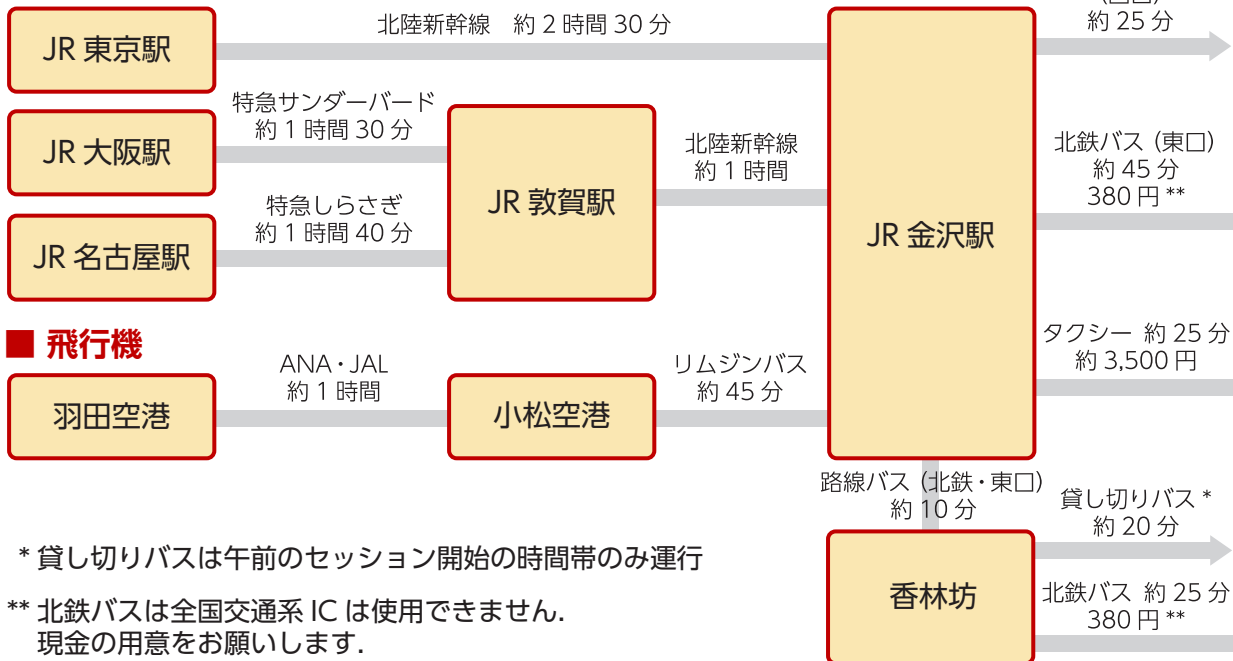 JR 東京駅
北陸新幹線 約 2 時間 30 分
約 25 分
JR 大阪駅
特急サンダーバード
約 1 時間 30 分
JR 名古屋駅
特急しらさぎ
約 1 時間 40 分
JR 敦賀駅
北陸新幹線
約 1 時間
JR 金沢駅
北鉄バス（東口）
約 45 分
380 円 **
タクシー 約 25 分
約 3,500 円
■ 飛行機
羽田空港
ANA・JAL
約 1 時間
小松空港
リムジンバス
約 45 分
路線バス（北鉄・東口）
約 10 分
香林坊
貸し切りバス *
約 20 分
北鉄バス 約 25 分
380 円 **
* 貸し切りバスは午前のセッション開始の時間帯のみ運行
** 北鉄バスは全国交通系 IC は使用できません.
現金の用意をお願いします.